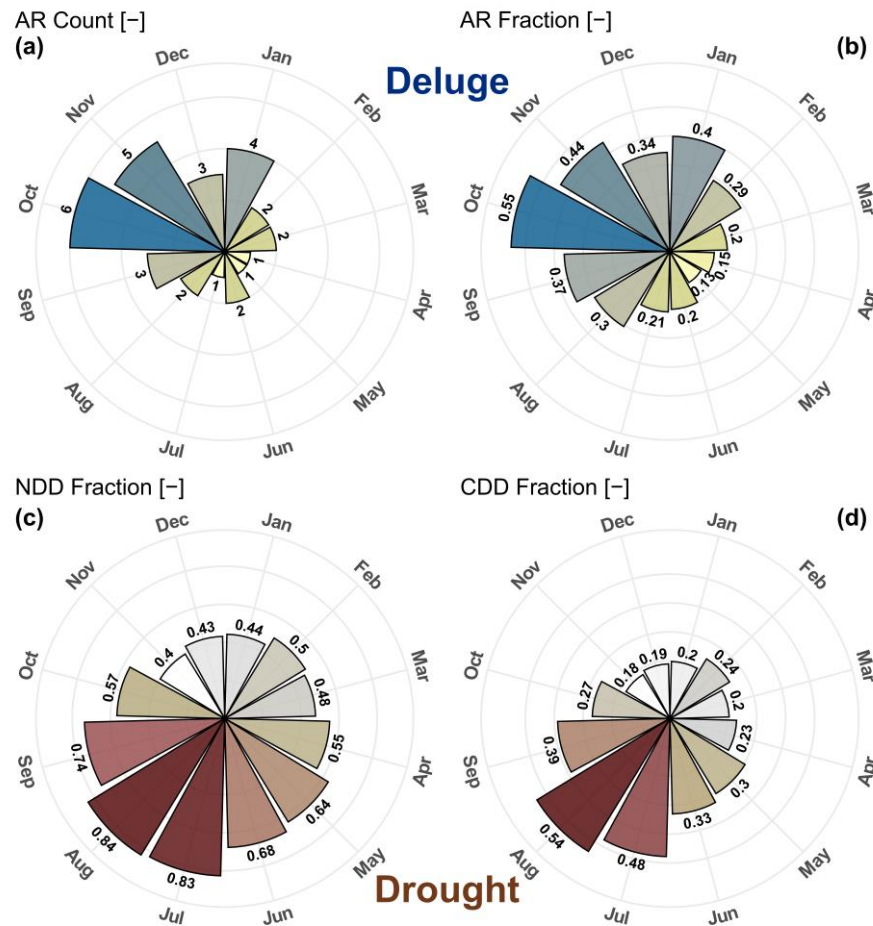 AR Count [−]
AR Fraction [−]
(a)
(b)
Deluge
Dec
Jan
Feb
Mar
Apr
May
Jun
Jul
Aug
Sep
Oct
Nov
4
2
2
1
1
2
1
2
3
6
5
3
Dec
Jan
Feb
Mar
Apr
May
Jun
Jul
Aug
Sep
Oct
Nov
0.4
0.29
0.2
0.15
0.13
0.2
0.21
0.3
0.37
0.55
0.44
0.34
NDD Fraction [−]
CDD Fraction [−]
(c)
(d)
Dec
Jan
Feb
Mar
Apr
May
Jun
Jul
Aug
Sep
Oct
Nov
0.44
0.5
0.48
0.55
0.64
0.68
0.83
0.84
0.74
0.57
0.4
0.43
Dec
Jan
Feb
Mar
Apr
May
Jun
Jul
Aug
Sep
Oct
Nov
0.2
0.24
0.2
0.23
0.3
0.33
0.48
0.54
0.39
0.27
0.18
0.19
Drought